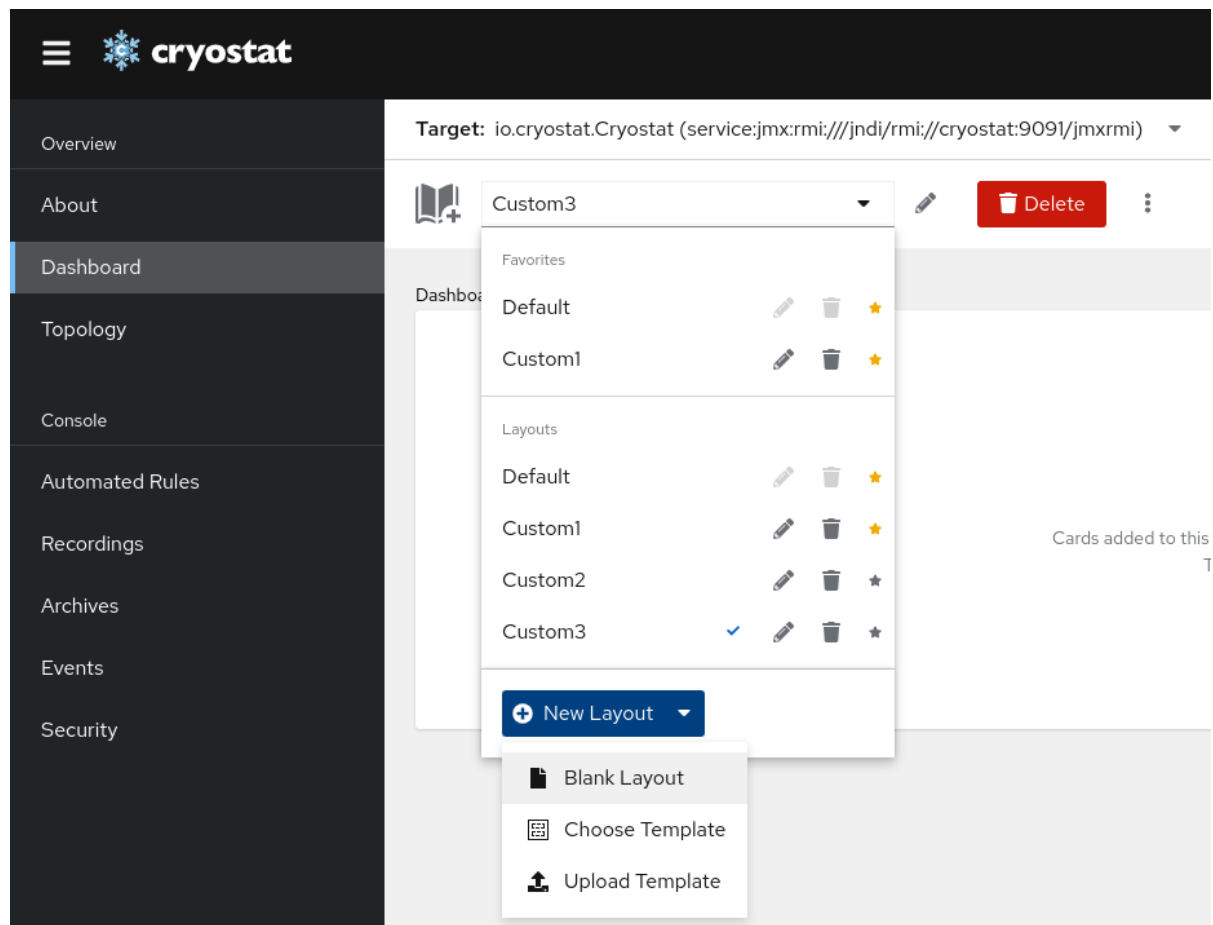 cryostat
Target: io.cryostat.Cryostat (service:jmx:rmi:///jndi/rmi://cryostat:9091/jmxrmi)
Overview
About
Dashboard
Topology
Console
Automated Rules
Recordings
Archives
Events
Security
Custom3
Delete
Favorites
Default
Custom1
Layouts
Default
Custom1
Custom2
Custom3
New Layout
Blank Layout
Choose Template
Upload Template
Cards added to this
T